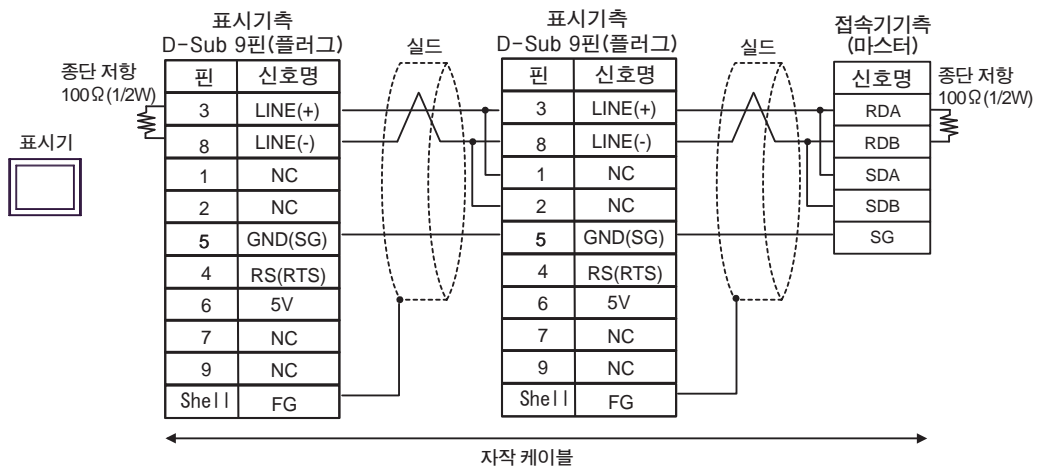 표시기측
D-Sub 9핀(플러그)
실드
표시기측
D-Sub 9핀(플러그)
실드
접속기기측
(마스터)
종단 저항
100Ω(1/2W)
종단 저항
100Ω(1/2W)
표시기
핀 신호명
3 LINE(+)
8 LINE(-)
1 NC
2 NC
5 GND(SG)
4 RS(RTS)
6 5V
7 NC
9 NC
Shell FG
핀 신호명
3 LINE(+)
8 LINE(-)
1 NC
2 NC
5 GND(SG)
4 RS(RTS)
6 5V
7 NC
9 NC
Shell FG
신호명
RDA
RDB
SDA
SDB
SG
자작 케이블